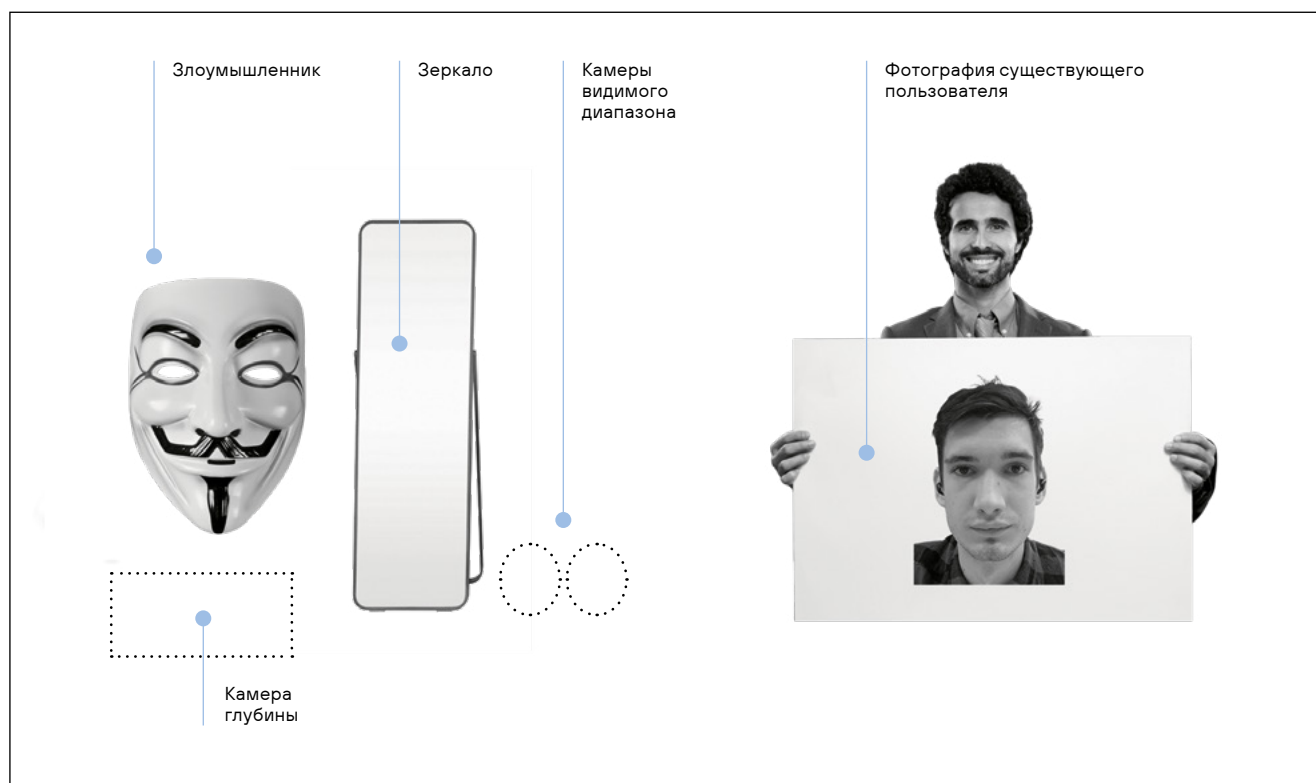 Злоумышленник
Зеркало
Камеры
видимого
диапазона
Фотография существующего
пользователя
Камера
глубины